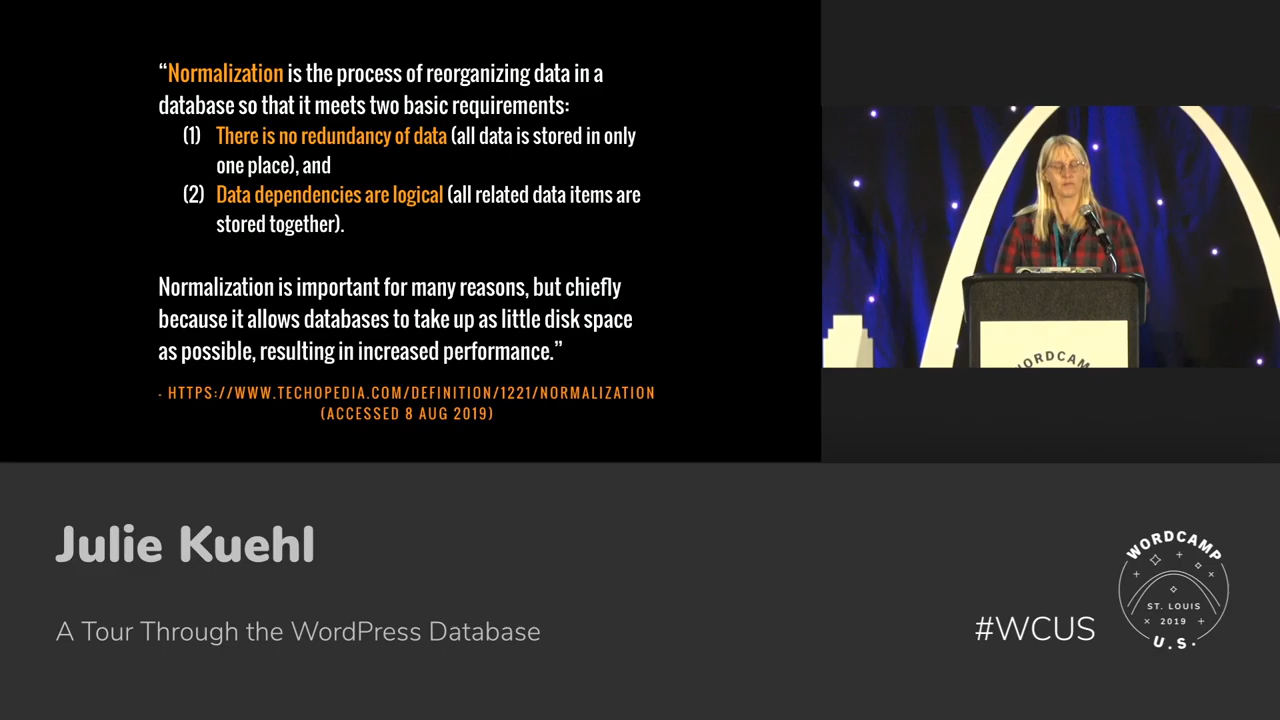 “Normalization is the process of reorganizing data in a
database so that it meets two basic requirements:
(1) There is no redundancy of data (all data is stored in only
one place), and
(2) Data dependencies are logical (all related data items are
stored together).
Normalization is important for many reasons, but chiefly
because it allows databases to take up as little disk space
as possible, resulting in increased performance.”
- HTTPS://WWW.TECHOPEDIA.COM/DEFINITION/1221/NORMALIZATION
(ACCESSED 8 AUG 2019)
WORDCAMP
Julie Kuehl
A Tour Through the WordPress Database
#WCUS
WORDCAMP
ST. LOUIS
2019
U.S.